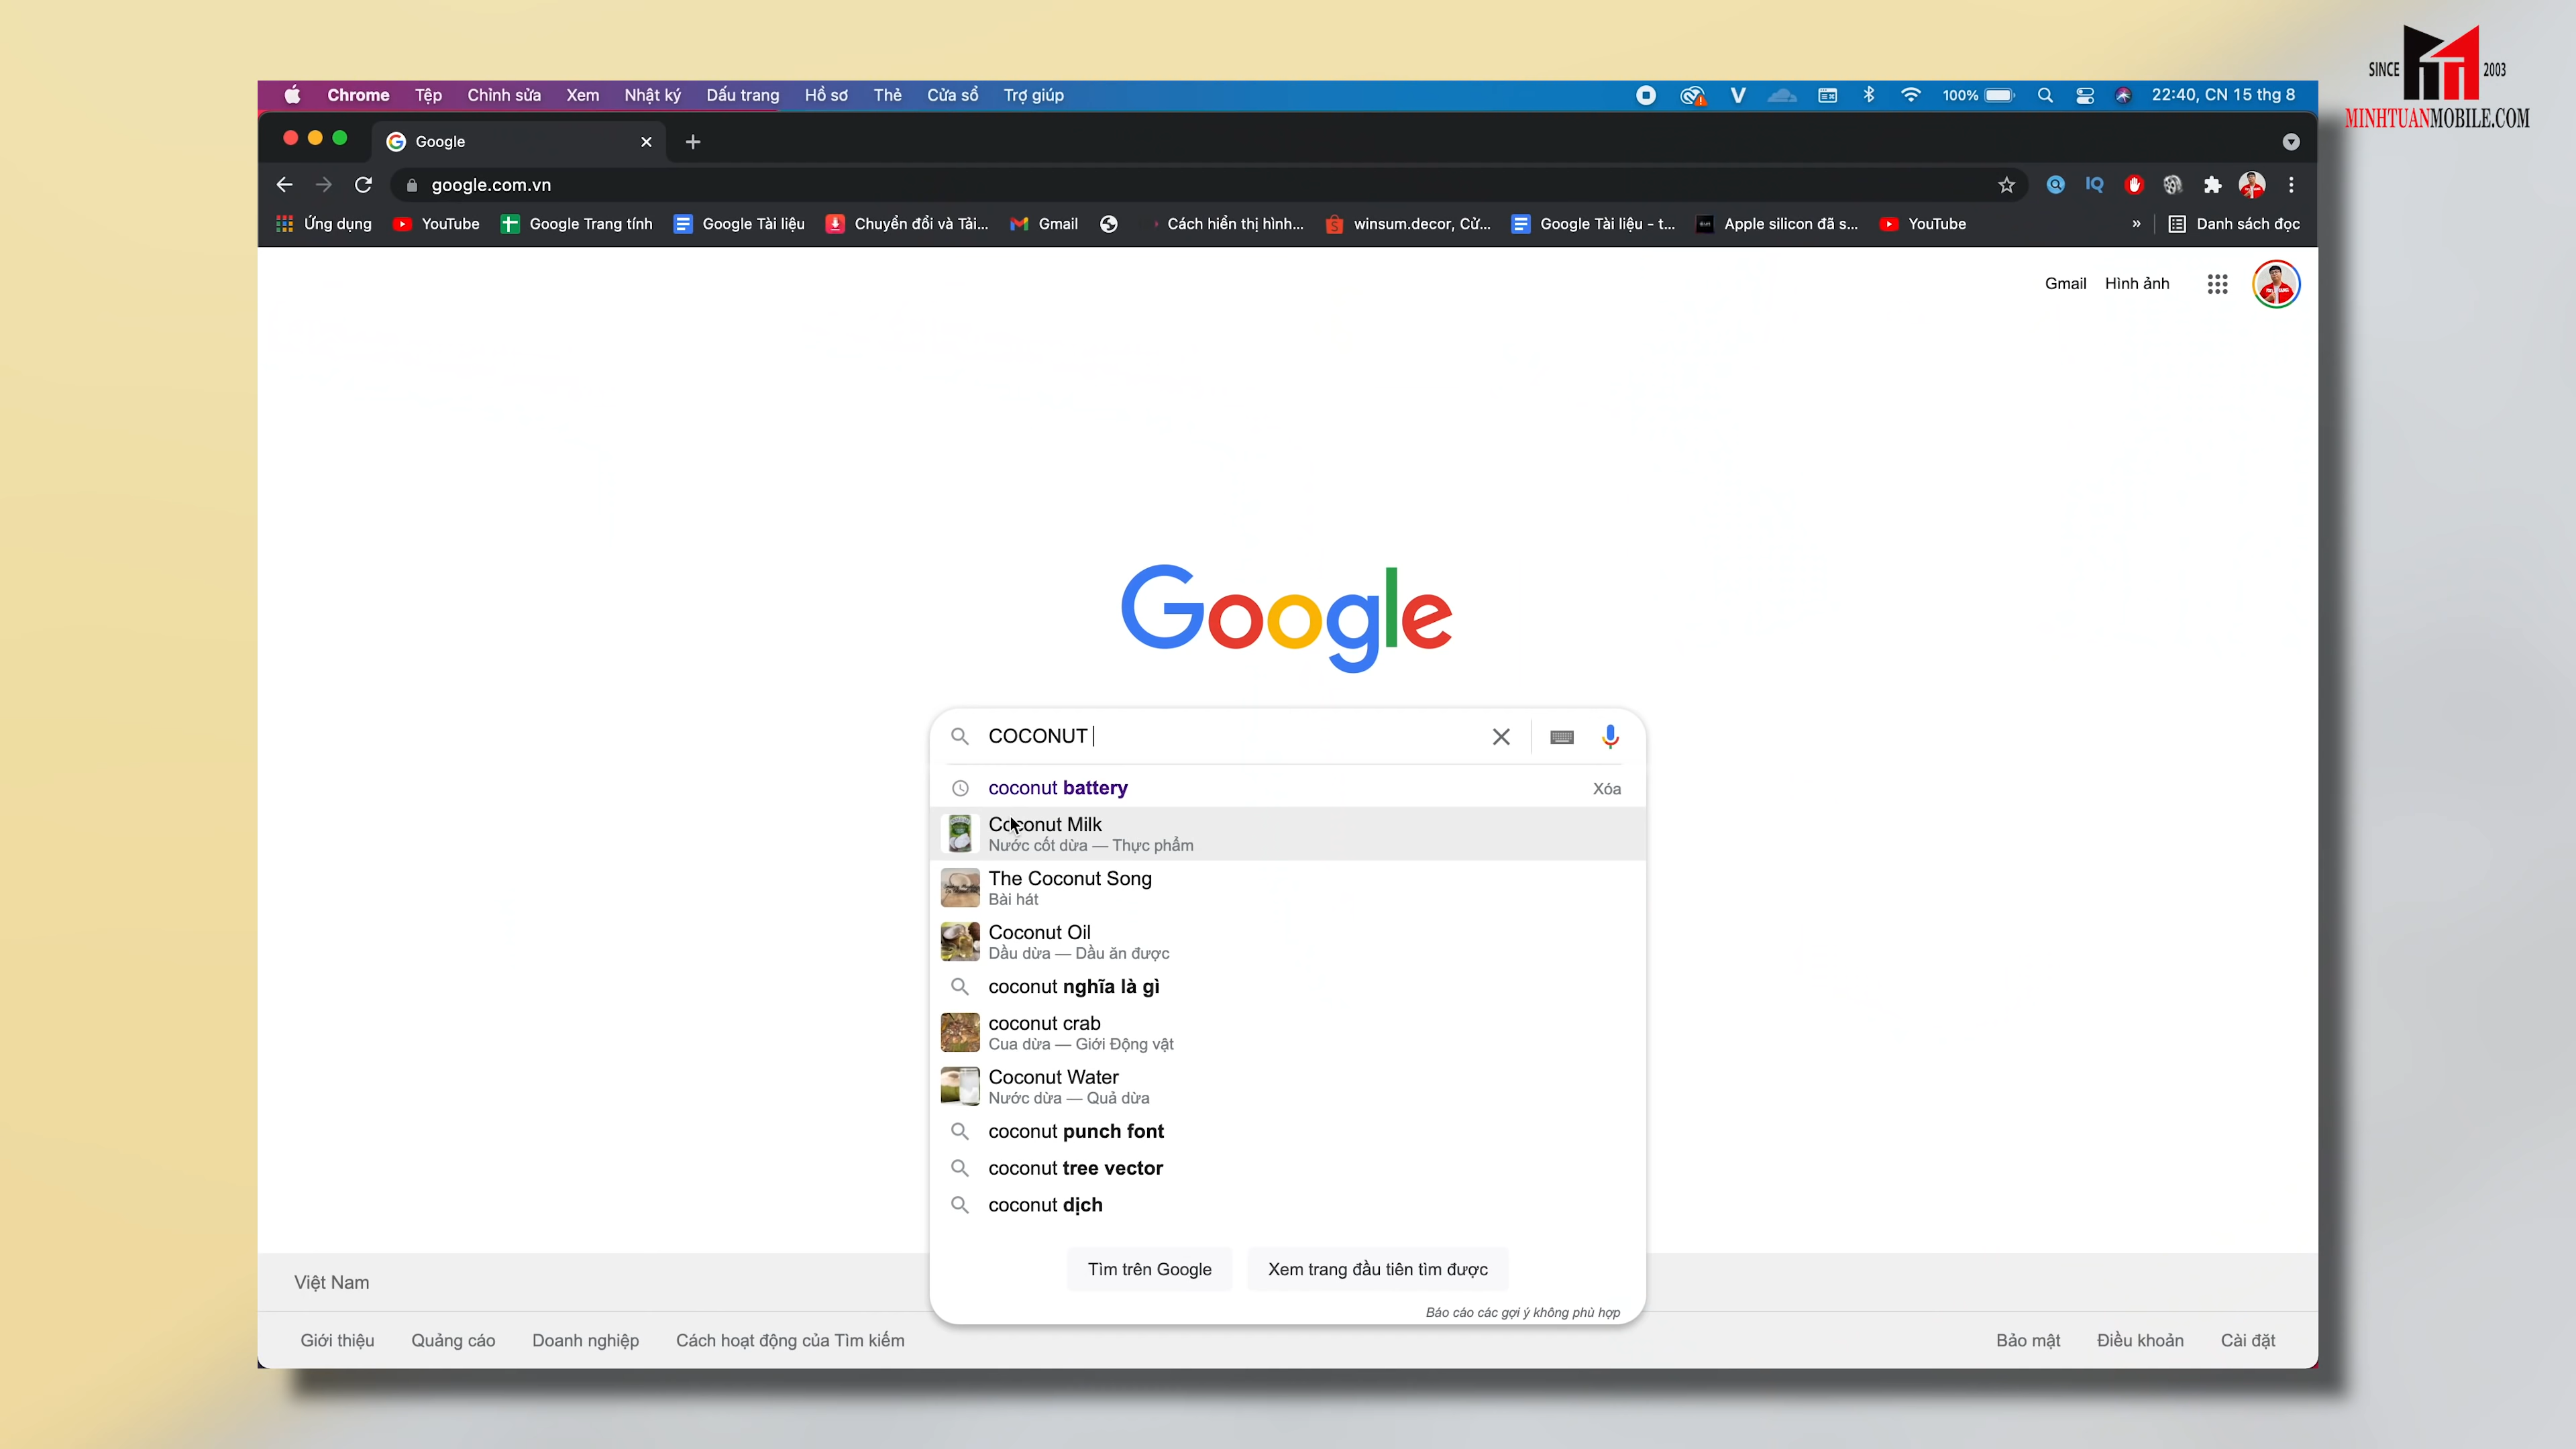 SINCE 2003
MINHTUANMOBILE.COM
Chrome Tệp Chỉnh sửa Xem Nhật ký Dấu trang Hồ sơ Thẻ Cửa sổ Trợ giúp V 100% 22:40, CN 15 thg 8
Google
google.com.vn IQ
Ứng dụng YouTube Google Trang tính Google Tài liệu Chuyển đổi và Tải... Gmail Cách hiển thị hình... winsum.decor, Cử... Google Tài liệu - t... Apple silicon đã s... YouTube » Danh sách đọc
Gmail Hình ảnh
Google
COCONUT
coconut battery Xóa
Coconut Milk
Nước cốt dừa — Thực phẩm
The Coconut Song
Bài hát
Coconut Oil
Dầu dừa — Dầu ăn được
coconut nghĩa là gì
coconut crab
Cua dừa — Giới Động vật
Coconut Water
Nước dừa — Quả dừa
coconut punch font
coconut tree vector
coconut dịch
Tìm trên Google Xem trang đầu tiên tìm được
Báo cáo các gợi ý không phù hợp
Việt Nam
Giới thiệu Quảng cáo Doanh nghiệp Cách hoạt động của Tìm kiếm Bảo mật Điều khoản Cài đặt